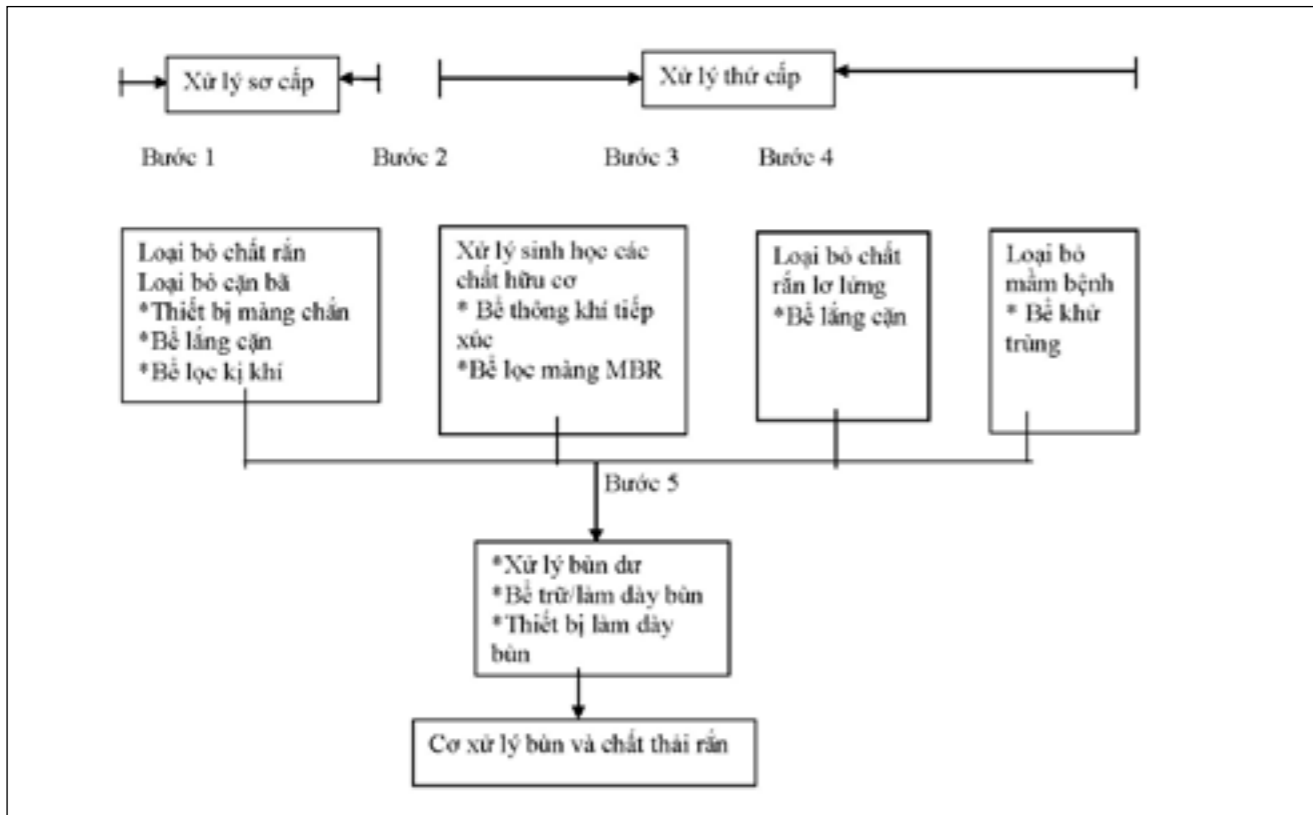 Xử lý sơ cấp
Xử lý thứ cấp
Bước 1
Bước 2
Bước 3
Bước 4
Loại bỏ chất rắn
Loại bỏ cặn bã
*Thiết bị màng chắn
*Bể lắng cặn
*Bể lọc kị khí
Xử lý sinh học các
chất hữu cơ
* Bể thông khí tiếp
xúc
*Bể lọc màng MBR
Loại bỏ chất
rắn lơ lửng
*Bể lắng cặn
Loại bỏ
mầm bệnh
* Bể khử
trùng
Bước 5
*Xử lý bùn dư
*Bể trữ/làm dày bùn
*Thiết bị làm dày
bùn
Cơ xử lý bùn và chất thải rắn